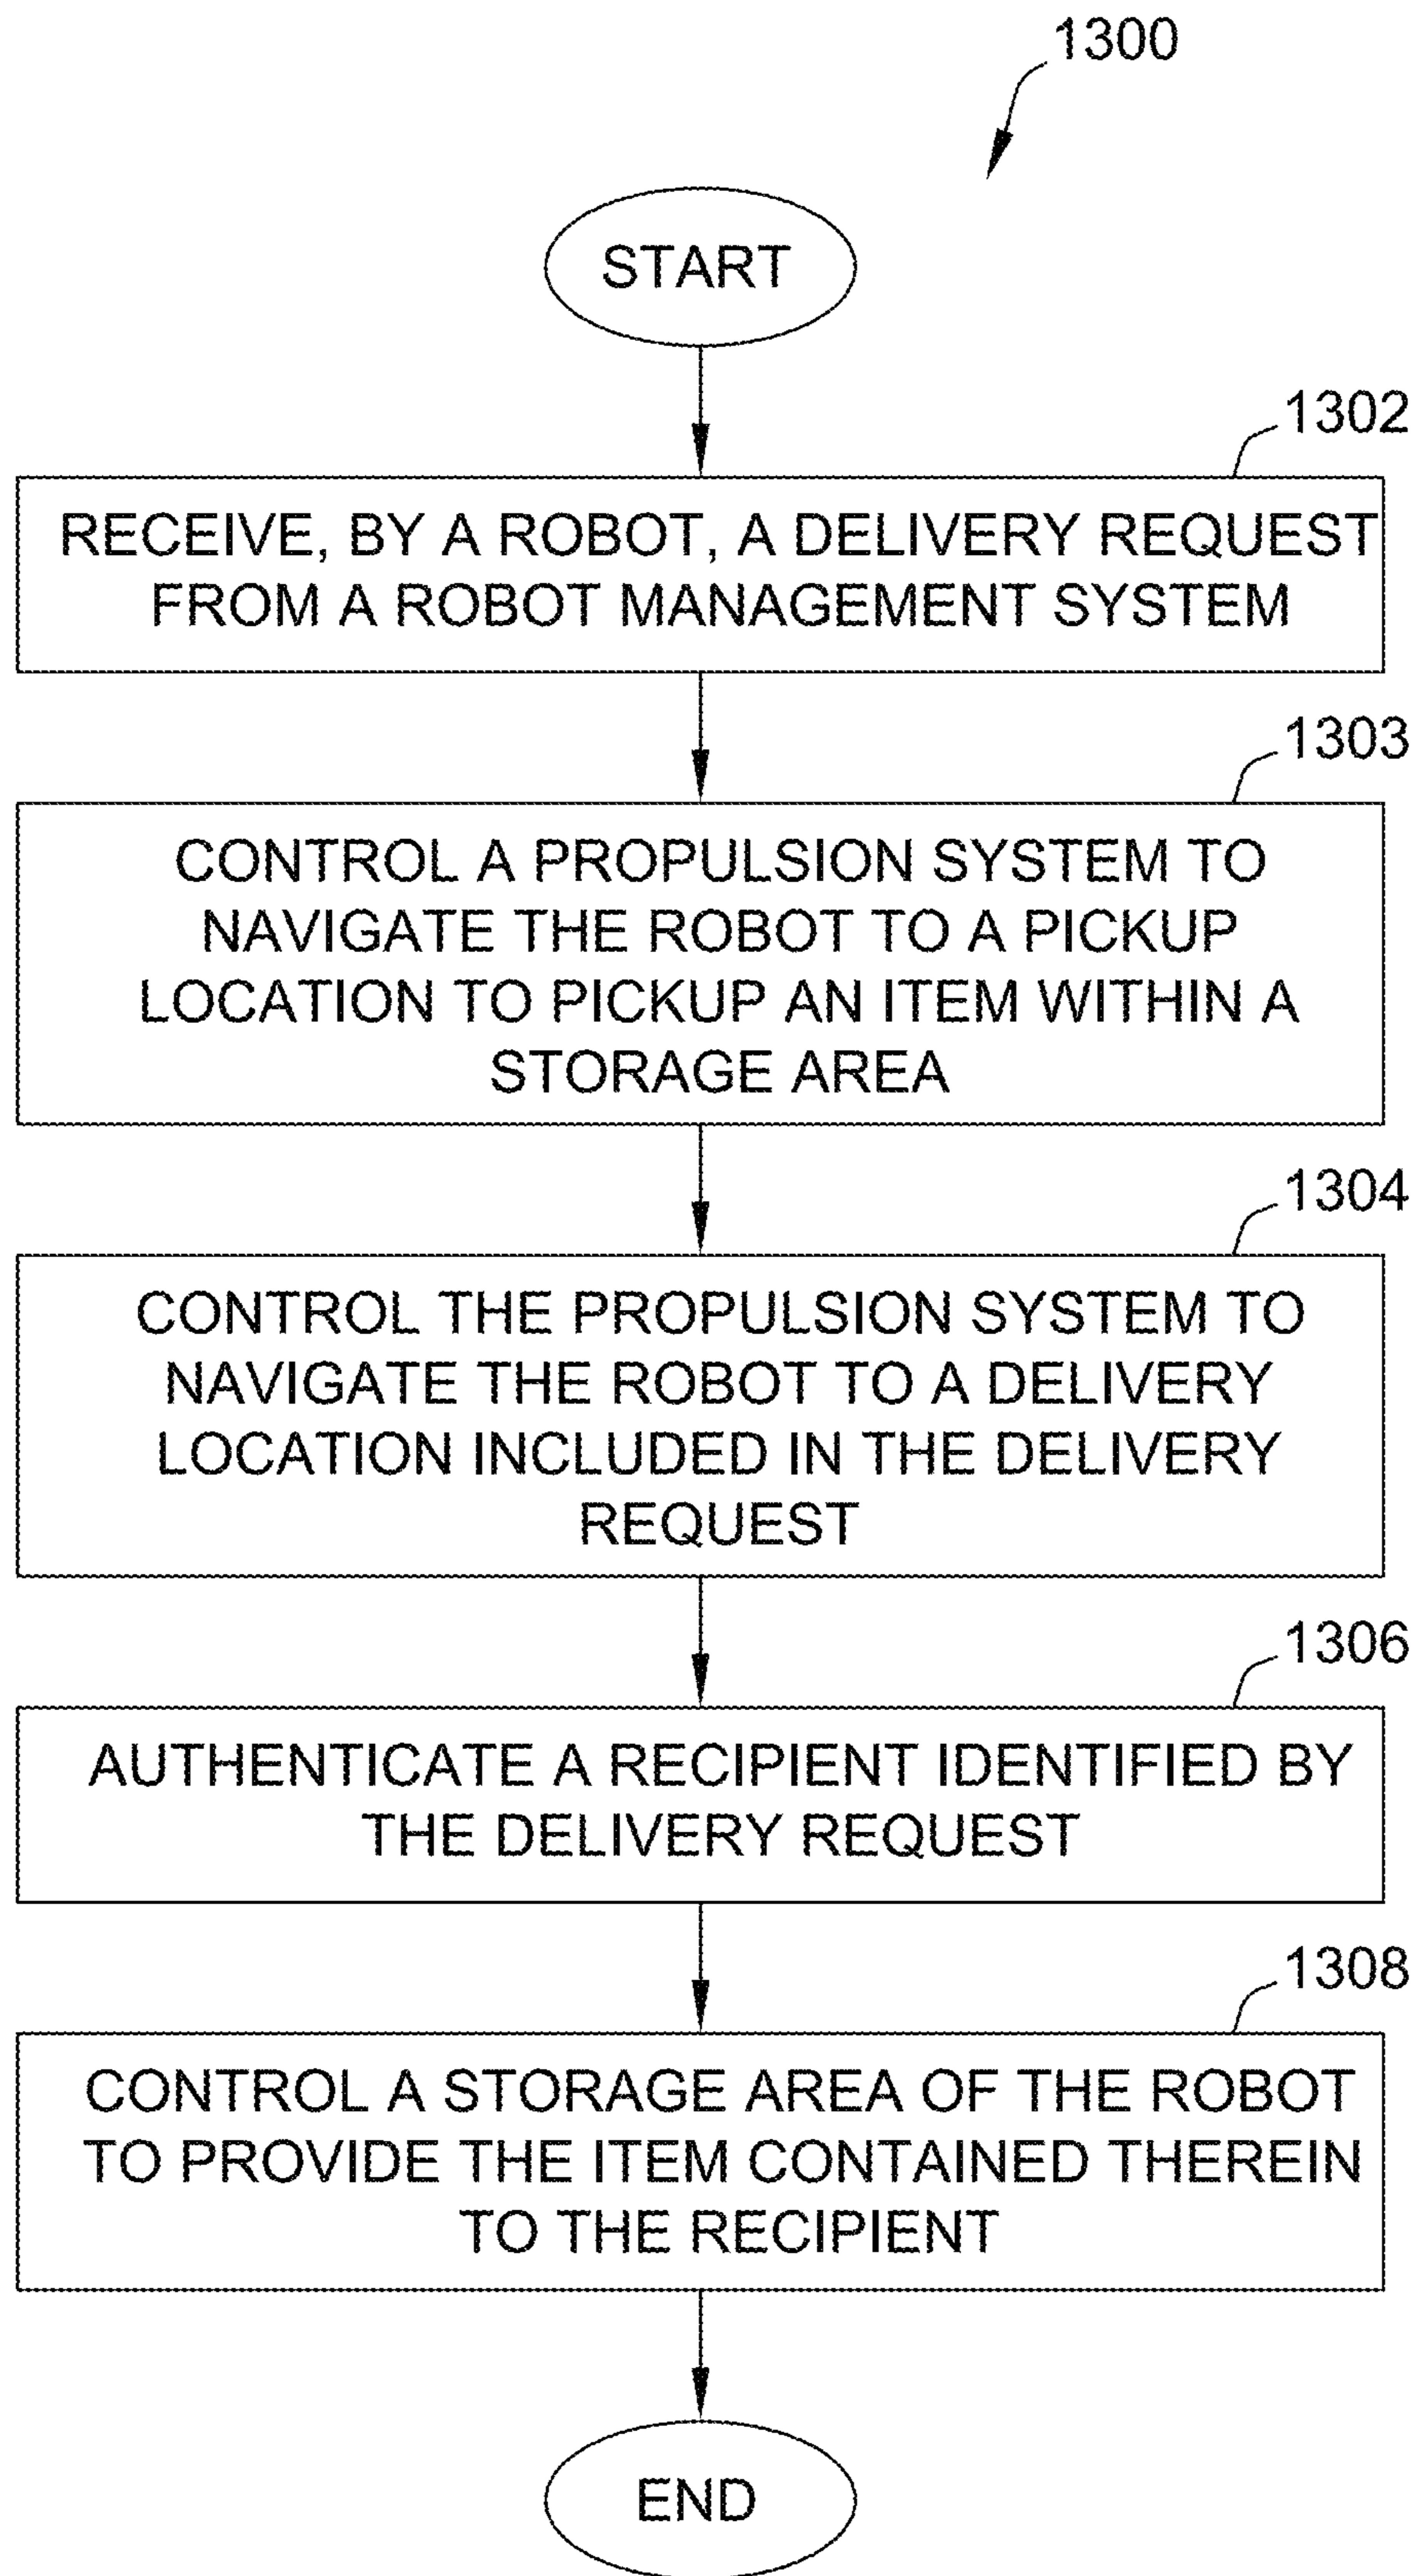 1300
START
1302
RECEIVE, BY A ROBOT, A DELIVERY REQUEST
FROM A ROBOT MANAGEMENT SYSTEM
1303
CONTROL A PROPULSION SYSTEM TO
NAVIGATE THE ROBOT TO A PICKUP
LOCATION TO PICKUP AN ITEM WITHIN A
STORAGE AREA
1304
CONTROL THE PROPULSION SYSTEM TO
NAVIGATE THE ROBOT TO A DELIVERY
LOCATION INCLUDED IN THE DELIVERY
REQUEST
1306
AUTHENTICATE A RECIPIENT IDENTIFIED BY
THE DELIVERY REQUEST
1308
CONTROL A STORAGE AREA OF THE ROBOT
TO PROVIDE THE ITEM CONTAINED THEREIN
TO THE RECIPIENT
END